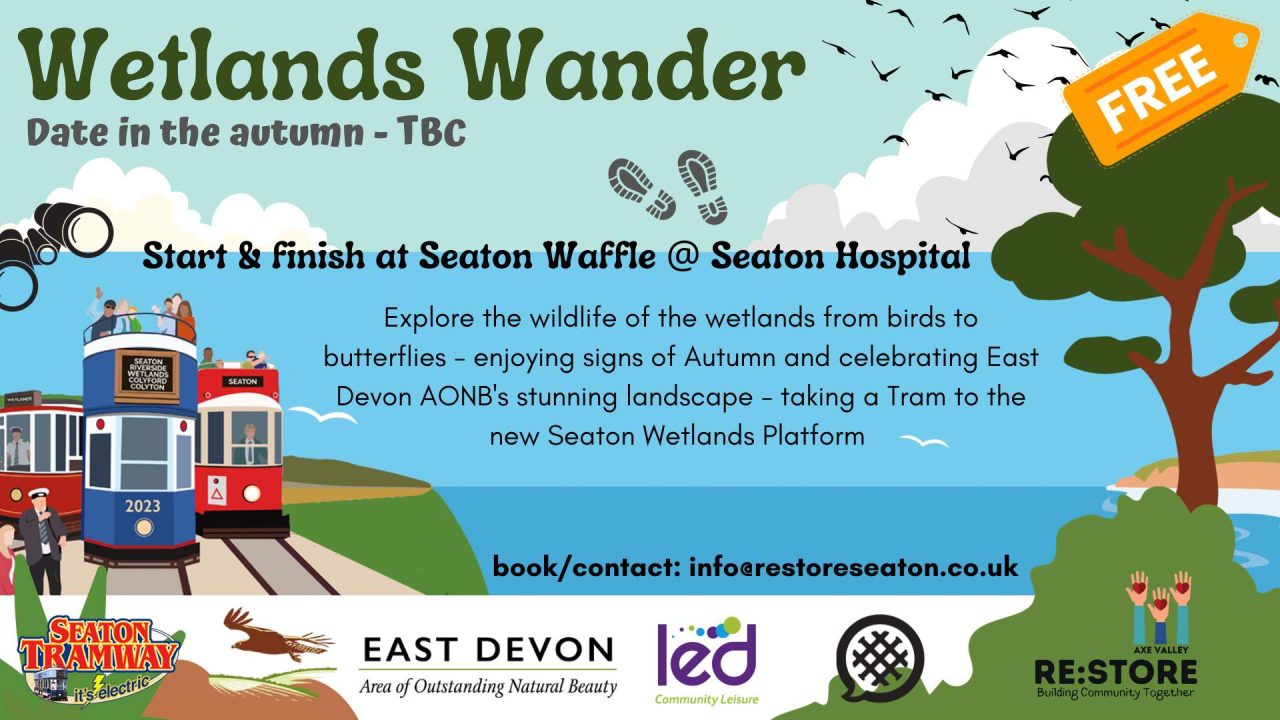 Wetlands Wander
FREE
Date in the autumn - TBC
Start & finish at Seaton Waffle @ Seaton Hospital
Explore the wildlife of the wetlands from birds to
butterflies - enjoying signs of Autumn and celebrating East
Devon AONB's stunning landscape - taking a Tram to the
new Seaton Wetlands Platform
SEATON
RIVERSIDE
WETLANDS
COLYFORD
COLYTON
SEATON
2023
book/contact: info@restoreseaton.co.uk
SEATON
TRAMWAY
it's electric
EAST DEVON
Area of Outstanding Natural Beauty
led
Community Leisure
AXE VALLEY
RE:STORE
Building Community Together